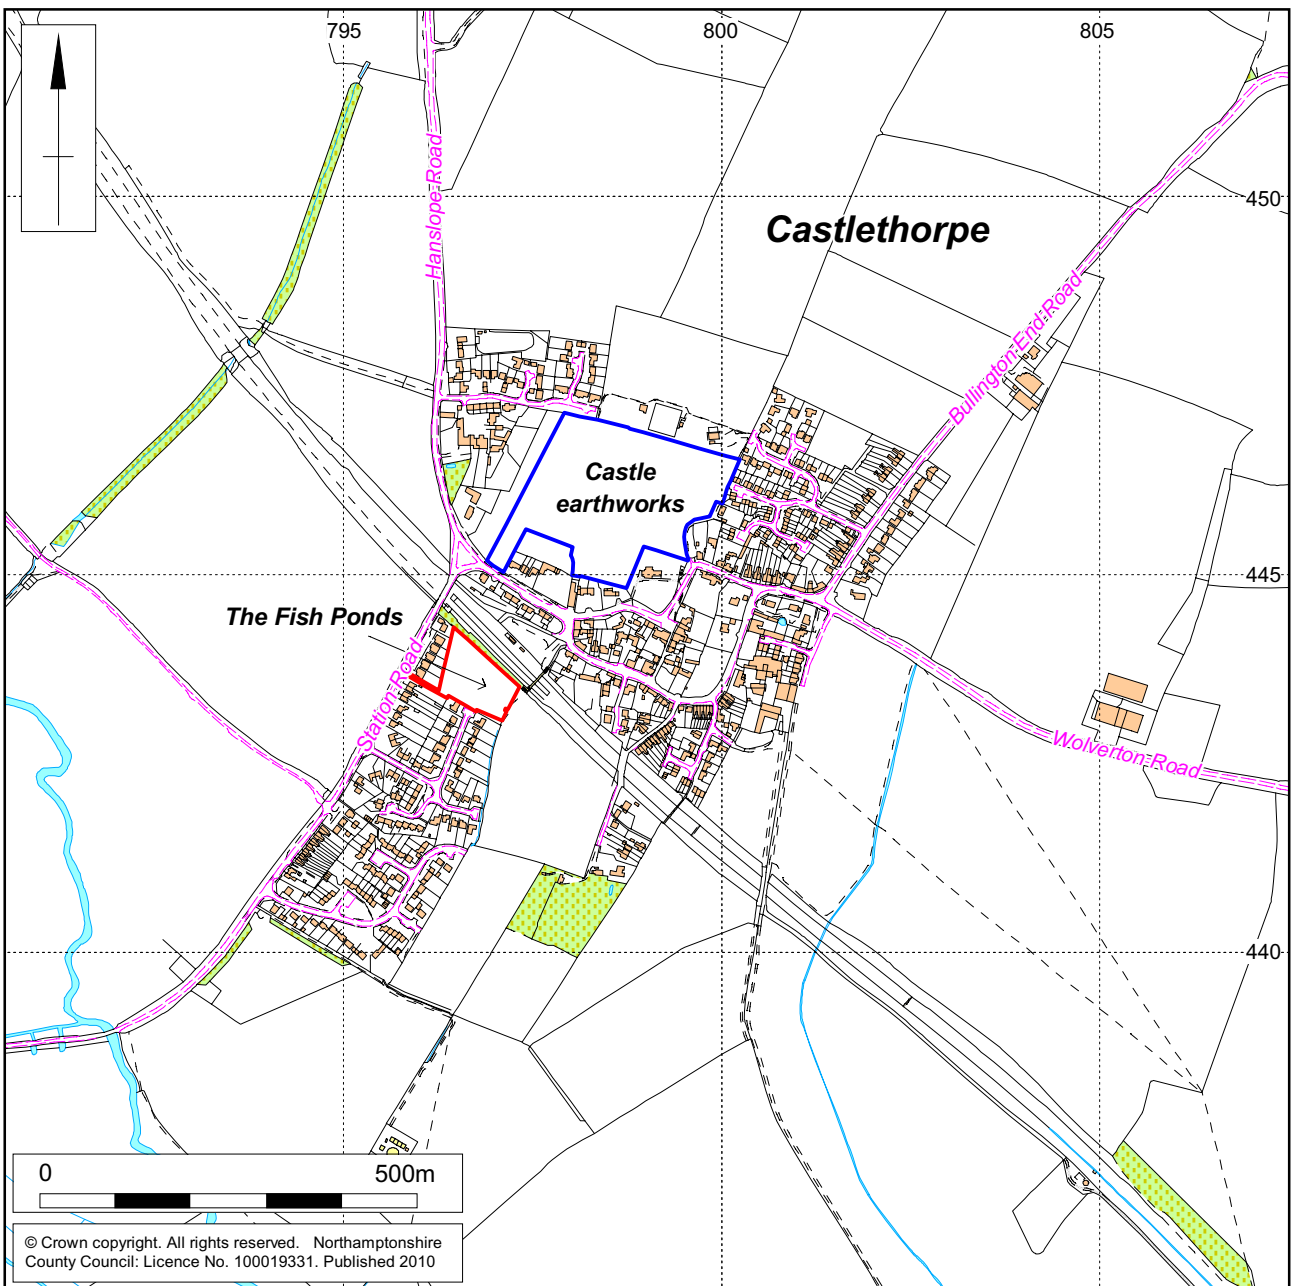 795
800
805
450
Castlethorpe
Hanslope Road
Bullington End Road
Castle
earthworks
445
The Fish Ponds
Station Road
Wolverton Road
440
0
500m
© Crown copyright. All rights reserved. Northamptonshire
County Council: Licence No. 100019331. Published 2010